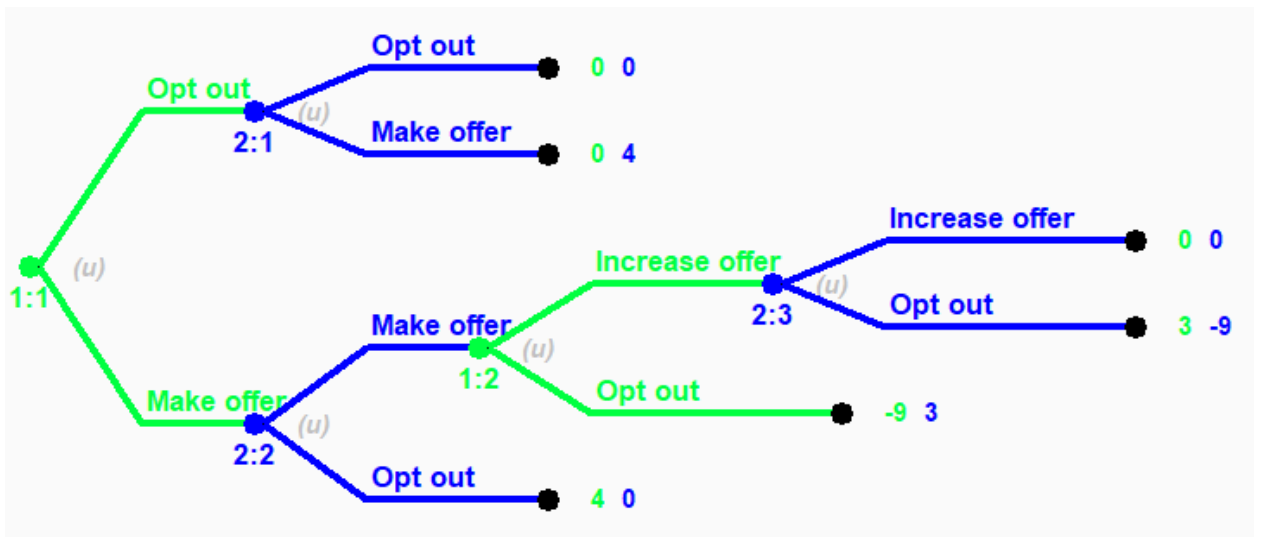 Opt out
0 0
Opt out
(u)
2:1
Make offer
0 4
Increase offer
0 0
Increase offer
(u)
2:3
Opt out
3 -9
(u)
1:1
Make offer
(u)
1:2
Opt out
-9 3
Make offer
(u)
2:2
Opt out
4 0